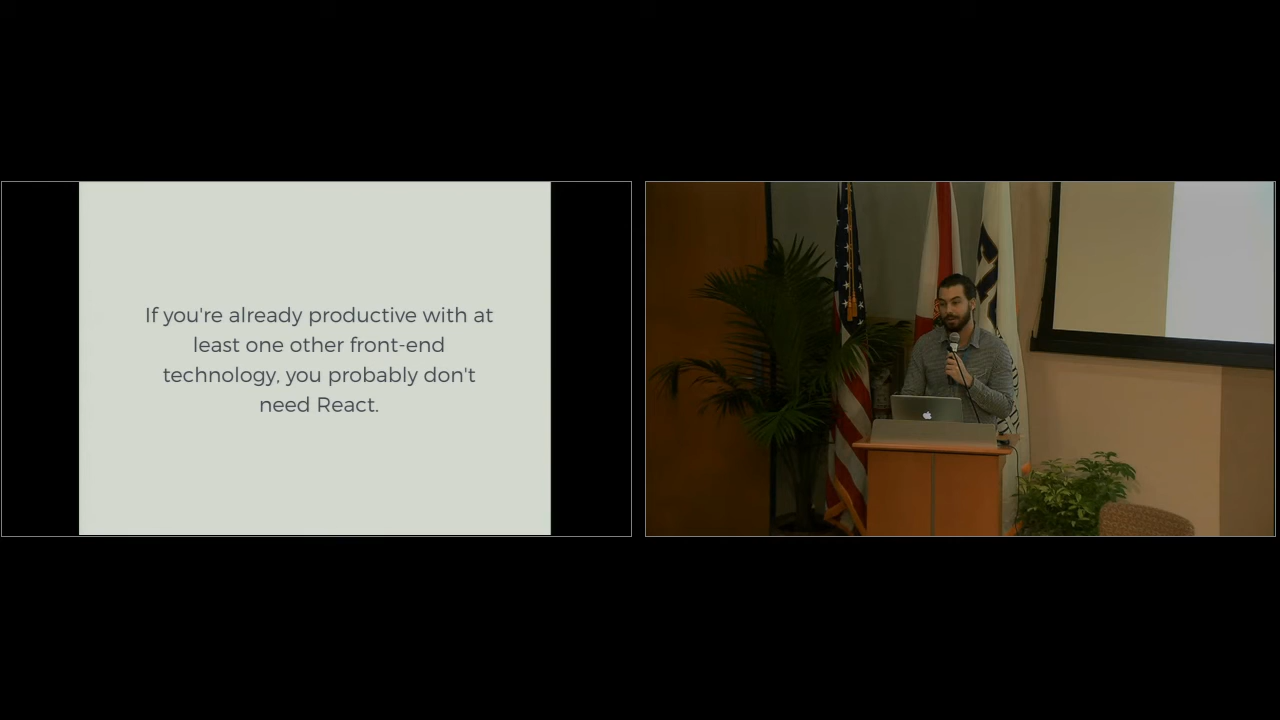 If you're already productive with at
least one other front-end
technology, you probably don't
need React.